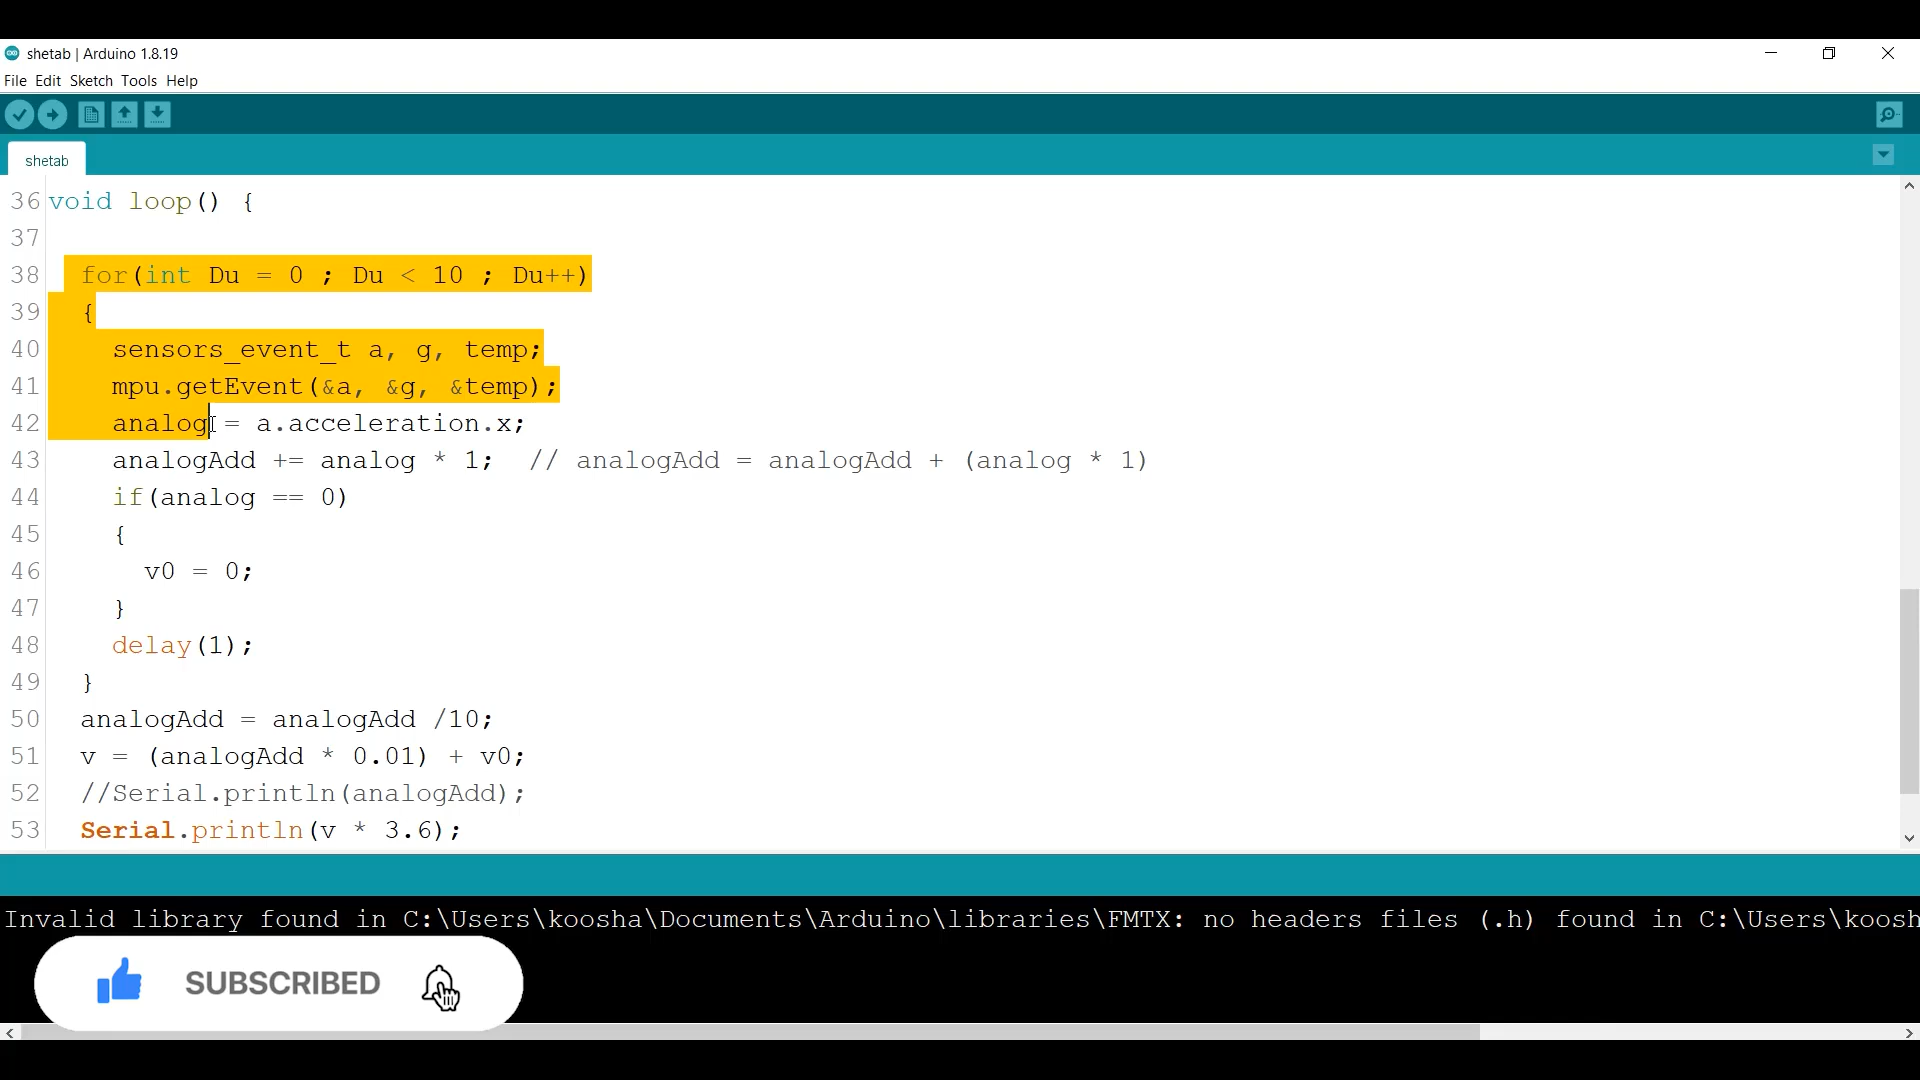 shetab | Arduino 1.8.19
File Edit Sketch Tools Help
shetab
36 void loop() {
37
38 for(int Du = 0 ; Du < 10 ; Du++)
39 {
40 sensors_event_t a, g, temp;
41 mpu.getEvent(&a, &g, &temp);
42 analog = a.acceleration.x;
43 analogAdd += analog * 1; // analogAdd = analogAdd + (analog * 1)
44 if(analog == 0)
45 {
46 v0 = 0;
47 }
48 delay(1);
49 }
50 analogAdd = analogAdd /10;
51 v = (analogAdd * 0.01) + v0;
52 //Serial.println(analogAdd);
53 Serial.println(v * 3.6);
Invalid library found in C:\Users\koosha\Documents\Arduino\libraries\FMTX: no headers files (.h) found in C:\Users\koosh
SUBSCRIBED